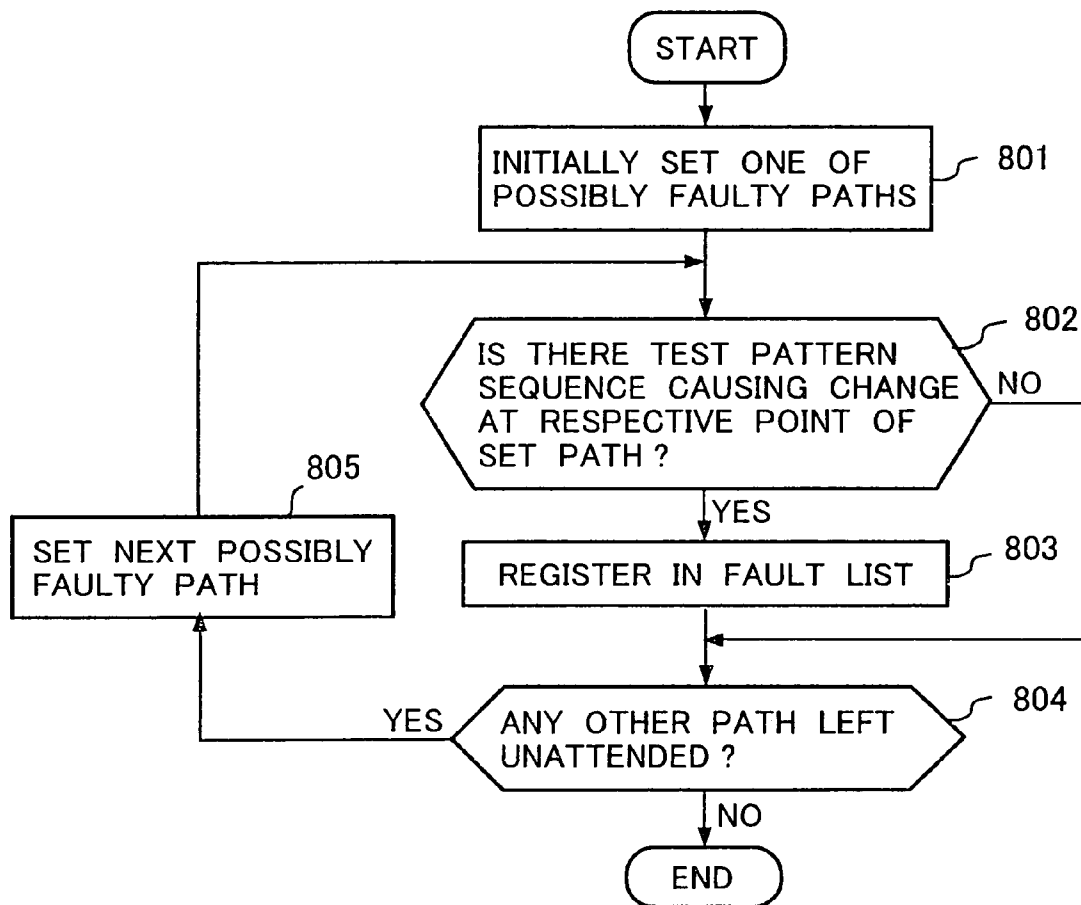 START
INITIALLY SET ONE OF
POSSIBLY FAULTY PATHS
801
802
IS THERE TEST PATTERN
SEQUENCE CAUSING CHANGE
AT RESPECTIVE POINT OF
SET PATH ?
NO
YES
805
SET NEXT POSSIBLY
FAULTY PATH
803
REGISTER IN FAULT LIST
804
YES
ANY OTHER PATH LEFT
UNATTENDED ?
NO
END